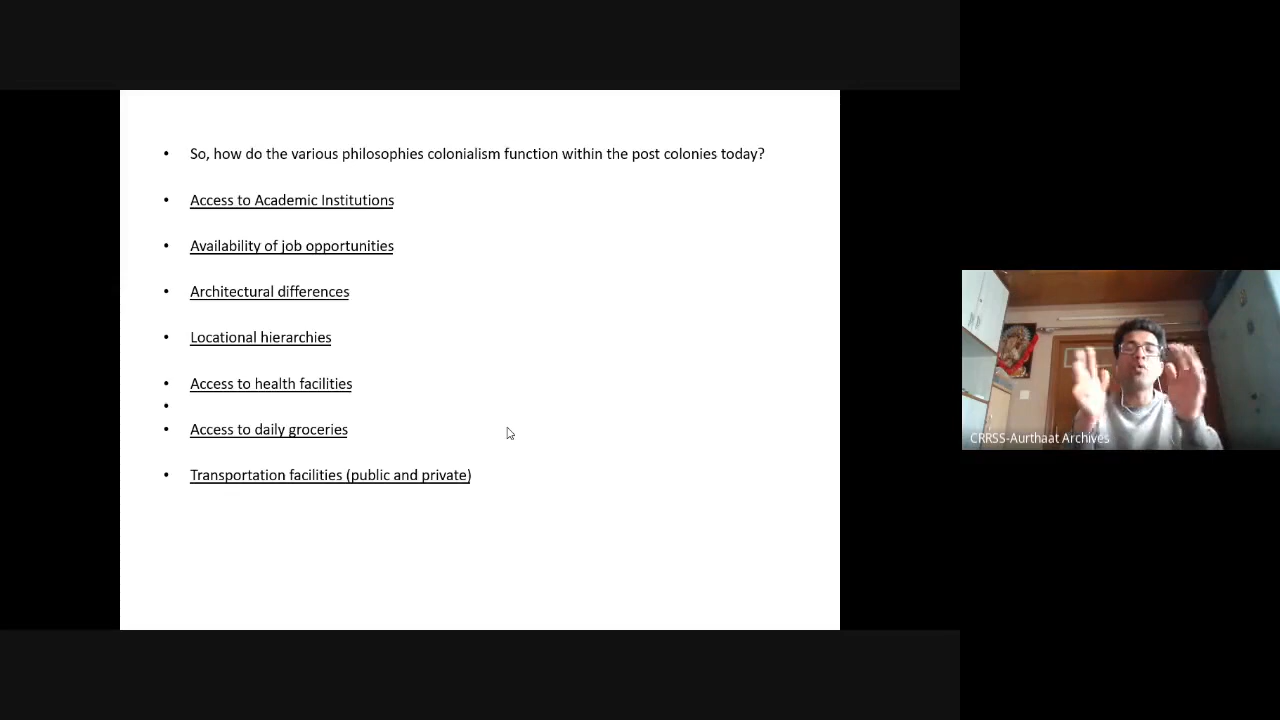 • So, how do the various philosophies colonialism function within the post colonies today?
• Access to Academic Institutions
• Availability of job opportunities
• Architectural differences
• Locational hierarchies
• Access to health facilities
•
• Access to daily groceries
• Transportation facilities (public and private)
CRRSS-Aurthaat Archives